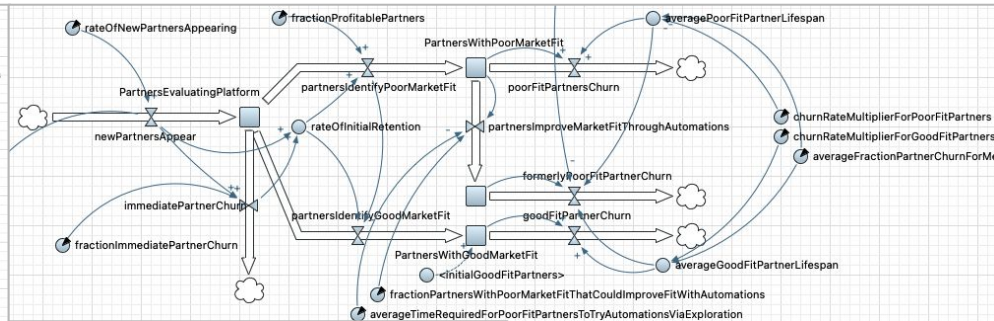 fractionProfitablePartners
averagePoorFitPartnerLifespan
rateOfNewPartnersAppearing
PartnersWithPoorMarketFit
PartnersEvaluatingPlatform
partnersIdentifyPoorMarketFit
poorFitPartnersChurn
churnRateMultiplierForPoorFitPartners
newPartnersAppear
rateOfInitialRetention
partnersImproveMarketFitThroughAutomations
churnRateMultiplierForGoodFitPartners
averageFractionPartnerChurnForMe
formerlyPoorFitPartnerChurn
immediatePartnerChurn
partnersIdentifyGoodMarketFit
goodFitPartnerChurn
fractionImmediatePartnerChurn
PartnersWithGoodMarketFit
averageGoodFitPartnerLifespan
<InitialGoodFitPartners>
fractionPartnersWithPoorMarketFitThatCouldImproveFitWithAutomations
averageTimeRequiredForPoorFitPartnersToTryAutomationsViaExploration